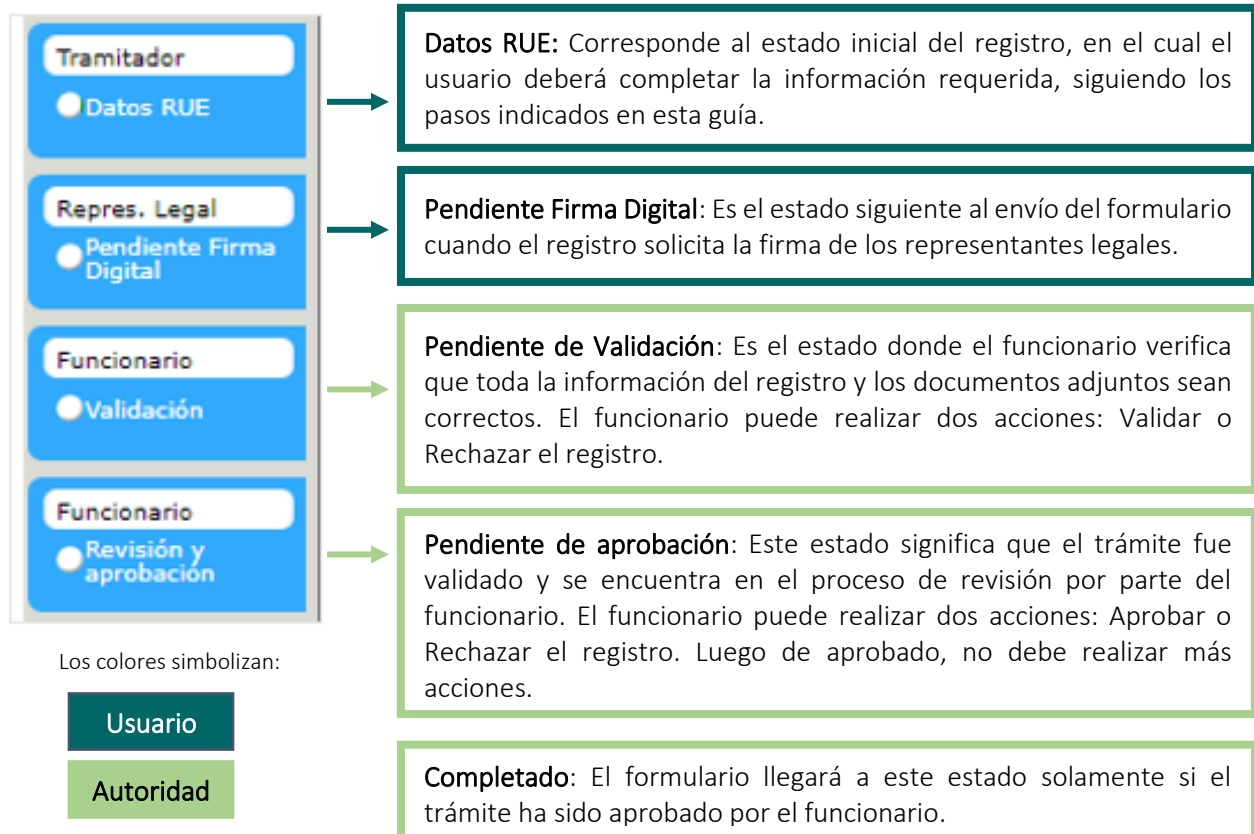 Tramitador
Datos RUE
Repres. Legal
Pendiente Firma
Digital
Funcionario
Validación
Funcionario
Revisión y
aprobación
Los colores simbolizan:
Usuario
Autoridad
Datos RUE: Corresponde al estado inicial del registro, en el cual el
usuario deberá completar la información requerida, siguiendo los
pasos indicados en esta guía.
Pendiente Firma Digital: Es el estado siguiente al envío del formulario
cuando el registro solicita la firma de los representantes legales.
Pendiente de Validación: Es el estado donde el funcionario verifica
que toda la información del registro y los documentos adjuntos sean
correctos. El funcionario puede realizar dos acciones: Validar o
Rechazar el registro.
Pendiente de aprobación: Este estado significa que el trámite fue
validado y se encuentra en el proceso de revisión por parte del
funcionario. El funcionario puede realizar dos acciones: Aprobar o
Rechazar el registro. Luego de aprobado, no debe realizar más
acciones.
Completado: El formulario llegará a este estado solamente si el
trámite ha sido aprobado por el funcionario.